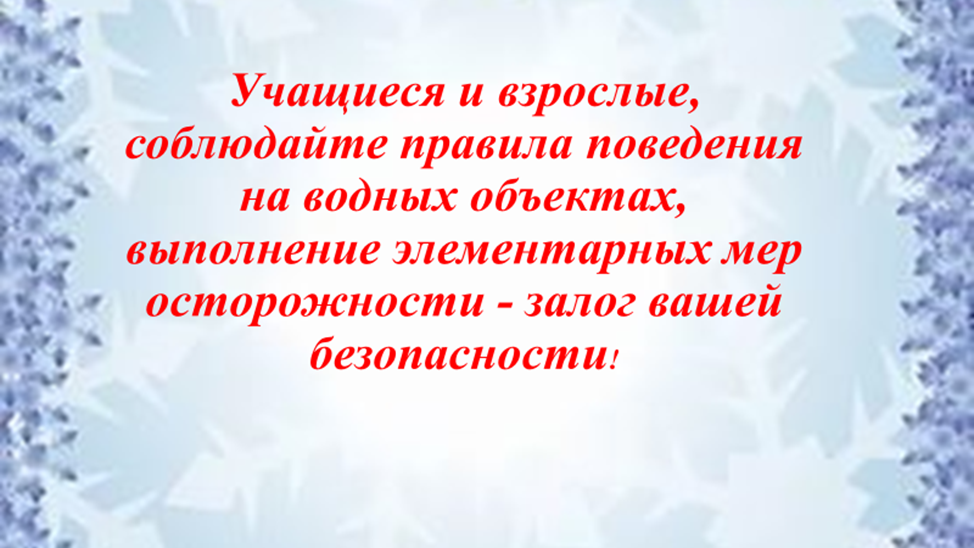 Учащиеся и взрослые,
соблюдайте правила поведения
на водных объектах,
выполнение элементарных мер
осторожности - залог вашей
безопасности!